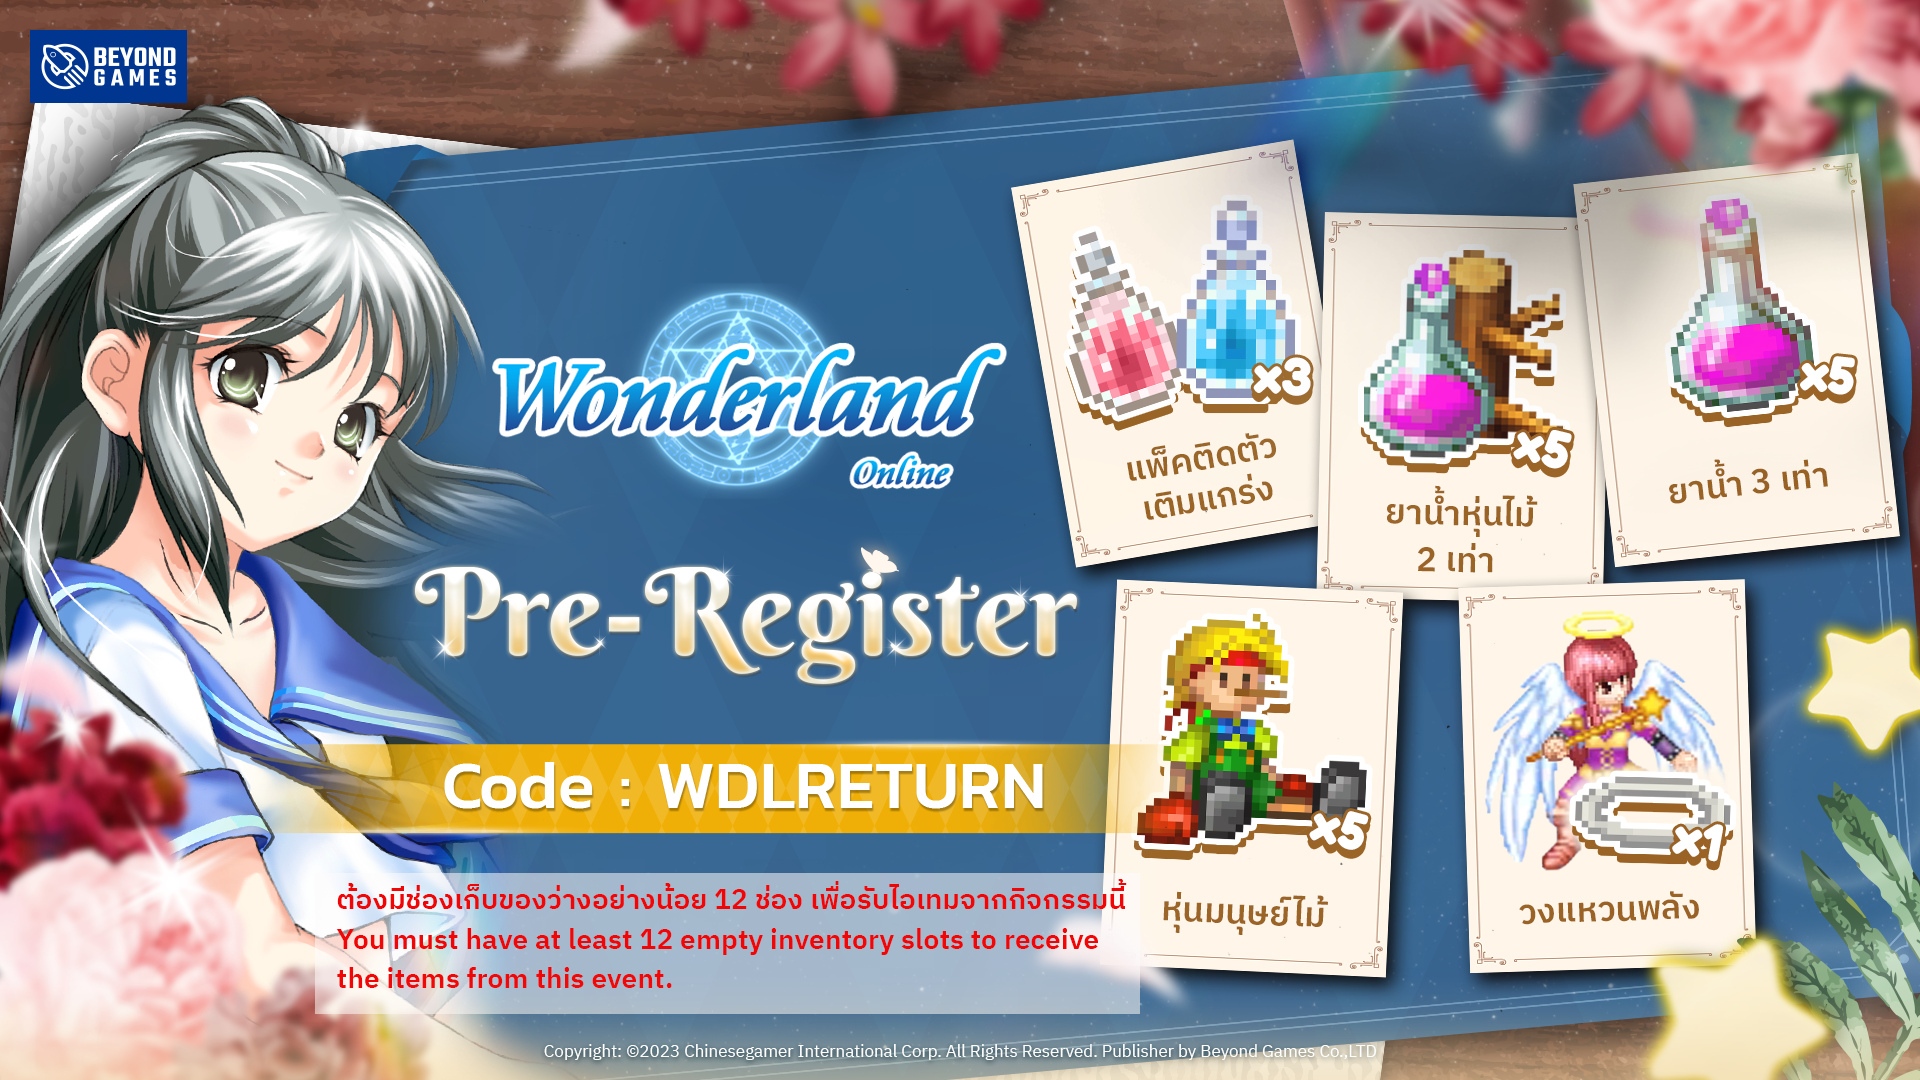 BEYOND
GAMES
Wonderland
Online
Pre-Register
Code : WDLRETURN
ต้องมีช่องเก็บของว่างอย่างน้อย 12 ช่อง เพื่อรับไอเทมจากกิจกรรมนี้
You must have at least 12 empty inventory slots to receive
the items from this event.
×3
แพ็คติดตัว
เติมแกร่ง
×5
ยาน้ำหุ่นไม้
2 เท่า
×5
ยาน้ำ 3 เท่า
×5
หุ่นมนุษย์ไม้
×1
วงแหวนพลัง
Copyright: ©2023 Chinesegamer International Corp. All Rights Reserved. Publisher by Beyond Games Co.,LTD